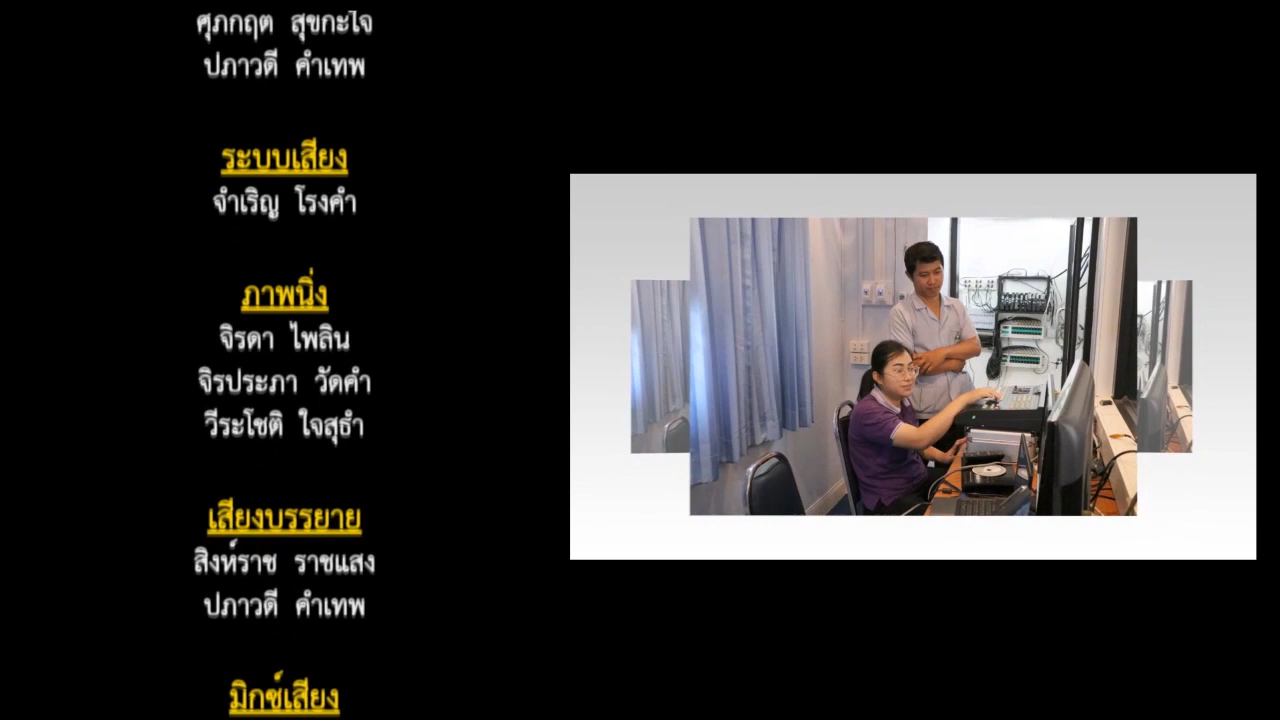 ศุภกฤต สุขกะไจ
ปภาวดี คำเทพ
ระบบเสียง
จำเริญ โรงคำ
ภาพนิ่ง
จิรดา ไพลิน
จิรประภา วัดคำ
วีระโชติ ใจสุธำ
เสียงบรรยาย
สิงห์ราช ราชแสง
ปภาวดี คำเทพ
มิกซ์เสียง